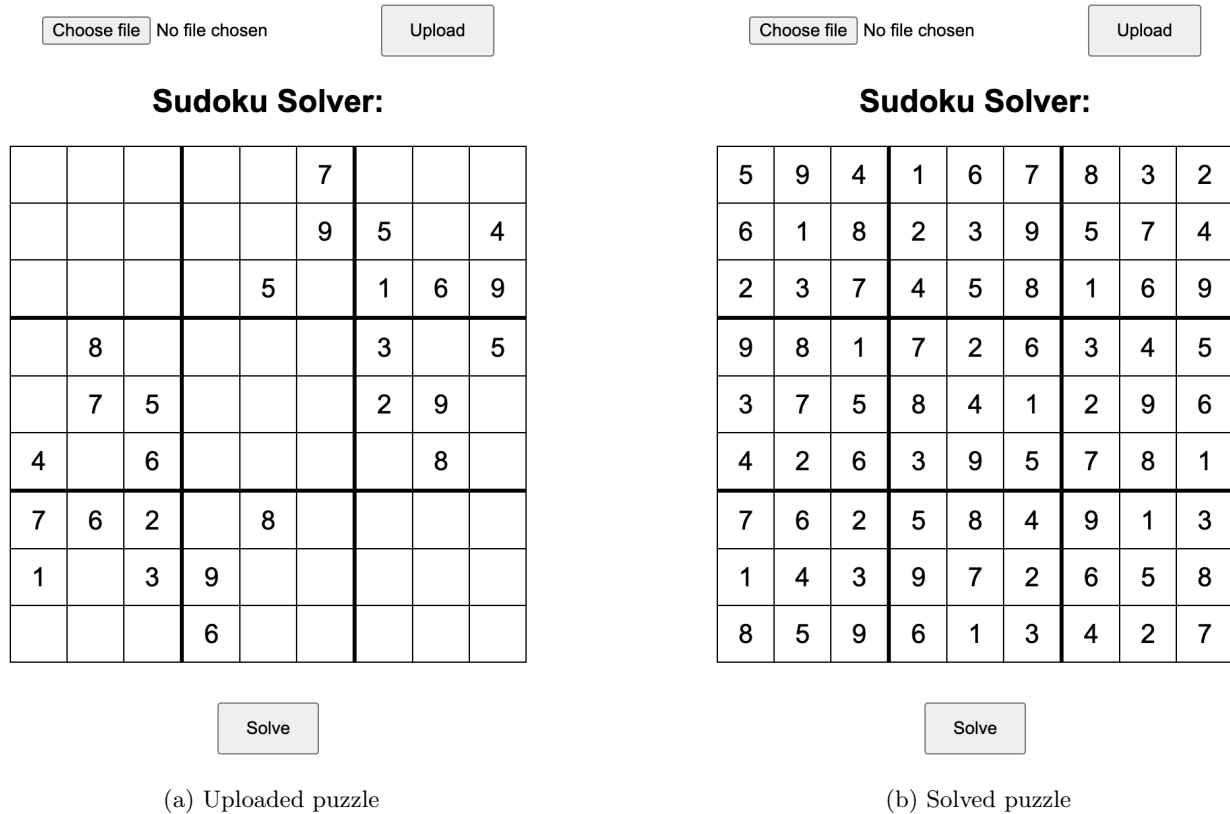 Choose file No file chosen Upload
Sudoku Solver:
7
9 5 4
5 1 6 9
8 3 5
7 5 2 9
4 6 8
7 6 2 8
1 3 9
6
Solve
(a) Uploaded puzzle
Choose file No file chosen Upload
Sudoku Solver:
5 9 4 1 6 7 8 3 2
6 1 8 2 3 9 5 7 4
2 3 7 4 5 8 1 6 9
9 8 1 7 2 6 3 4 5
3 7 5 8 4 1 2 9 6
4 2 6 3 9 5 7 8 1
7 6 2 5 8 4 9 1 3
1 4 3 9 7 2 6 5 8
8 5 9 6 1 3 4 2 7
Solve
(b) Solved puzzle